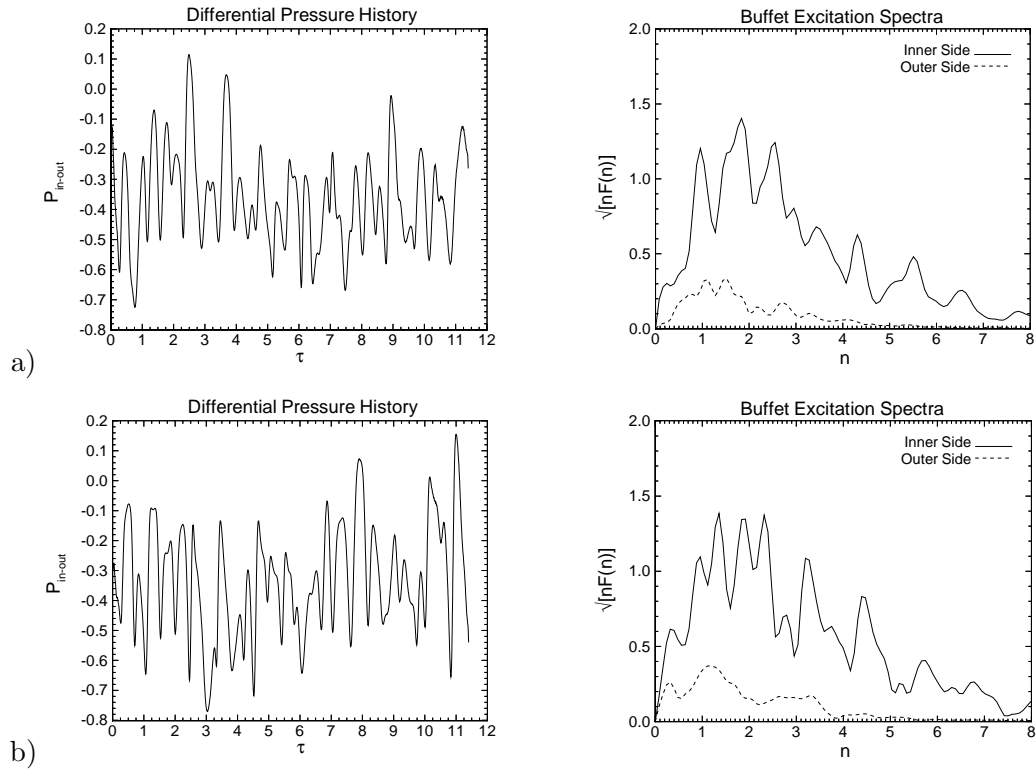 Differential Pressure History
0.2
0.1
0.0
-0.1
-0.2
-0.3
-0.4
-0.5
-0.6
-0.7
-0.8
P in-out
0 1 2 3 4 5 6 7 8 9 10 11 12
τ
a)
Buffet Excitation Spectra
Inner Side
Outer Side
2.0
1.5
1.0
0.5
0.0
√[nF(n)]
0 1 2 3 4 5 6 7 8
n
Differential Pressure History
0.2
0.1
0.0
-0.1
-0.2
-0.3
-0.4
-0.5
-0.6
-0.7
-0.8
P in-out
0 1 2 3 4 5 6 7 8 9 10 11 12
τ
b)
Buffet Excitation Spectra
Inner Side
Outer Side
2.0
1.5
1.0
0.5
0.0
√[nF(n)]
0 1 2 3 4 5 6 7 8
n